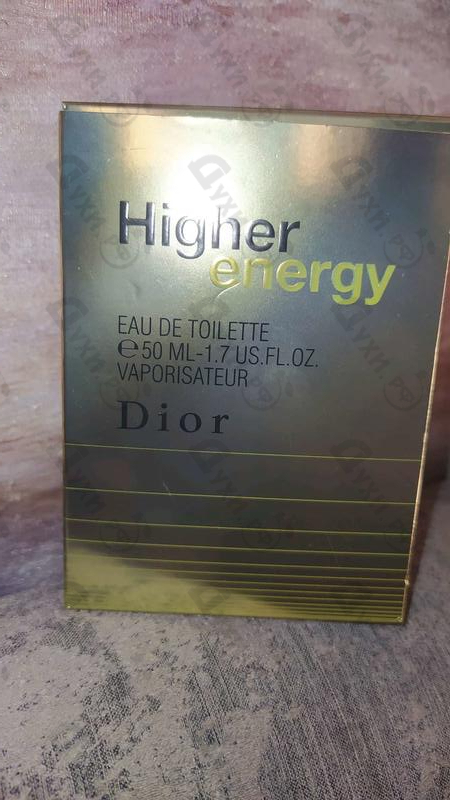 Higher
energy
EAU DE TOILETTE
℮50 ML-1.7 US.FL.OZ.
VAPORISATEUR
Dior